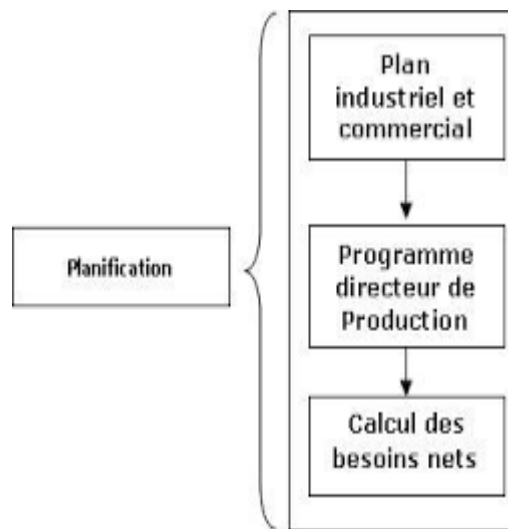 Plan
industriel et
commercial
Planification
Programme
directeur de
Production
Calcul des
besoins nets